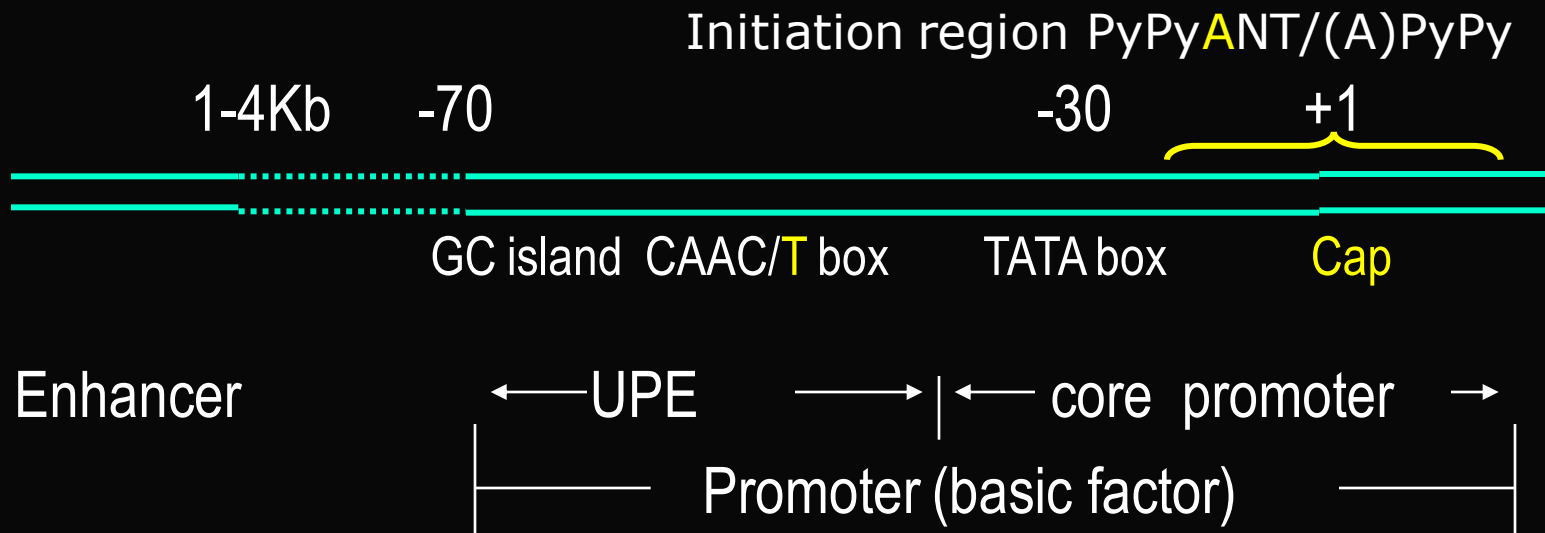 Initiation region PyPyANT/(A)PyPy
1-4Kb -70 -30 +1
GC island CAAC/T box TATA box Cap
Enhancer UPE core promoter
Promoter (basic factor)